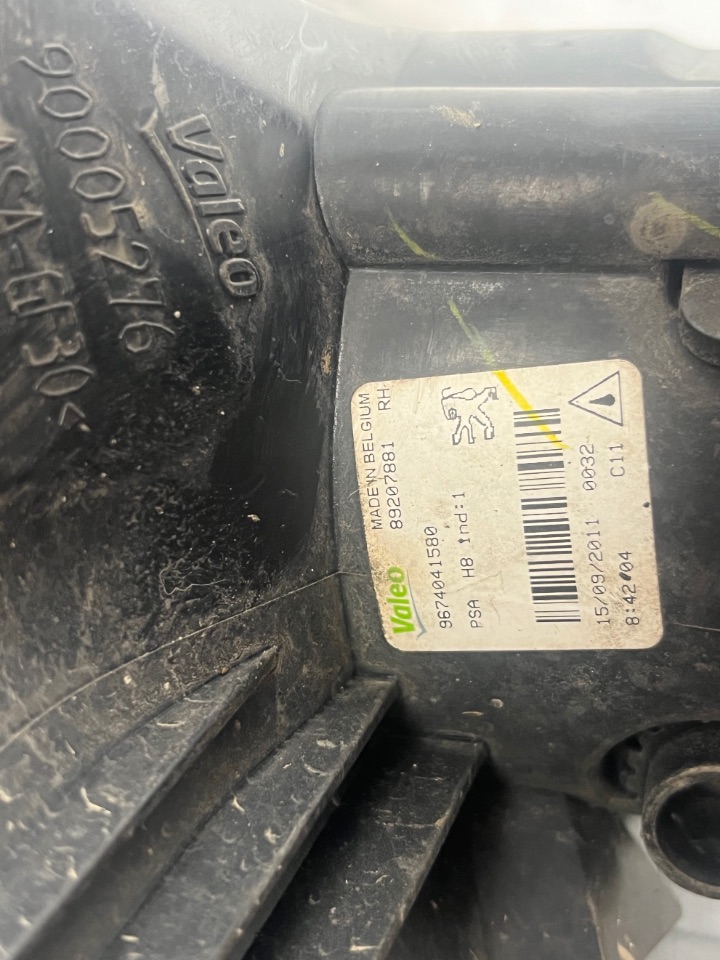 Valeo
90005276
Valeo
MADE IN BELGIUM
89207881 RH
9674041580
PSA H8 ind:1
15/09/2011 0032
8:42:04 C11